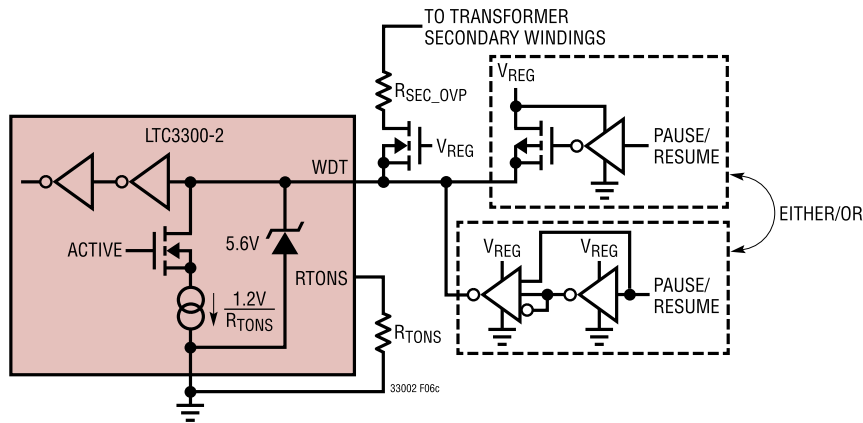 TO TRANSFORMER
SECONDARY WINDINGS
RSEC_OVP
VREG
VREG
PAUSE/
RESUME
LTC3300-2
WDT
EITHER/OR
ACTIVE
5.6V
RTONS
1.2V
RTONS
RTONS
VREG
VREG
PAUSE/
RESUME
33002 F06c